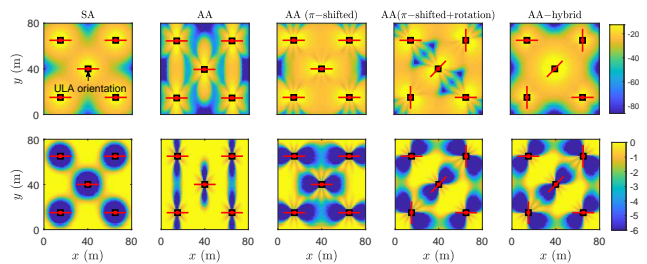 SA AA AA (π−shifted) AA(π−shifted+rotation) AA−hybrid
80
y (m) 40
ULA orientation
0
-20
-40
-60
-80
80
y (m) 40
0
0 40 80 0 40 80 0 40 80 0 40 80 0 40 80
x (m) x (m) x (m) x (m) x (m)
0
-1
-2
-3
-4
-5
-6